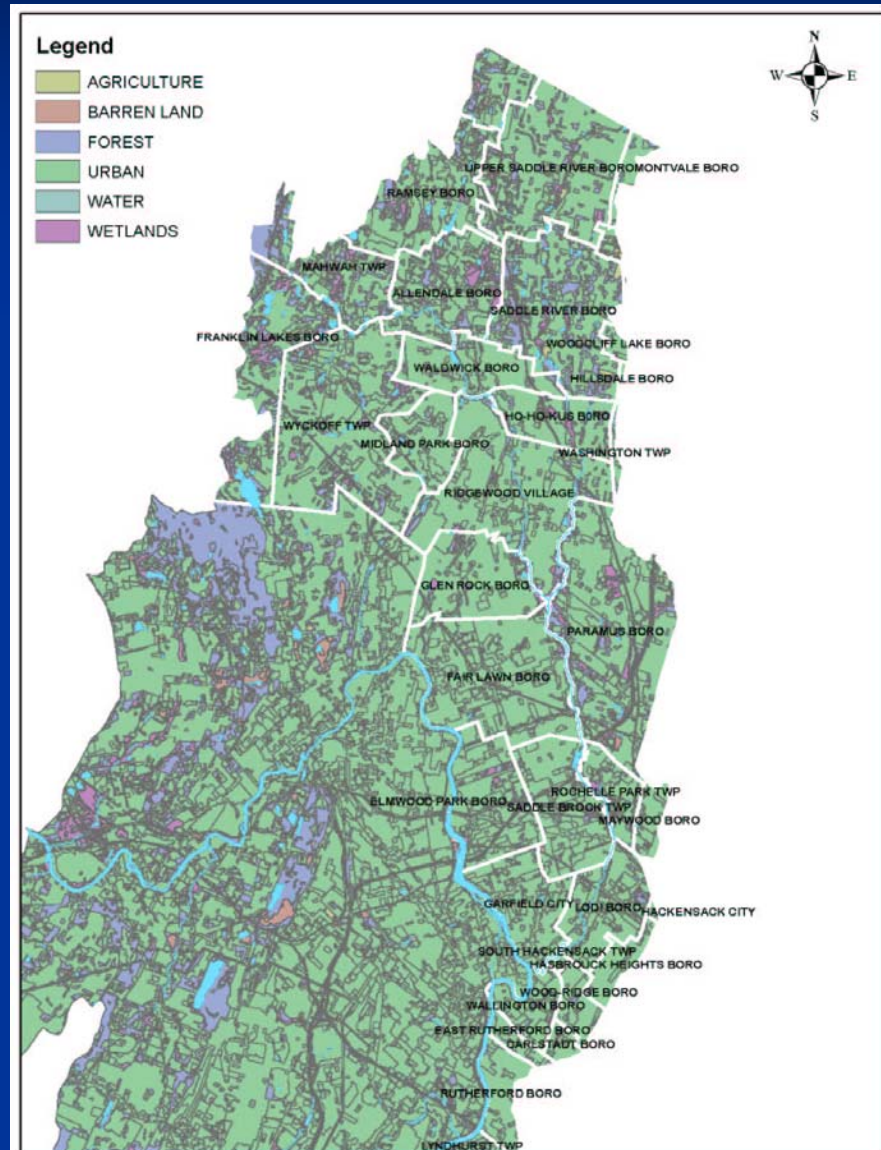 Legend
AGRICULTURE
BARREN LAND
FOREST
URBAN
WATER
WETLANDS
N
W E
S
UPPER SADDLE RIVER BORO
MONTVALE BORO
RAMSEY BORO
MAHWAH TWP
ALLENDALE BORO
SADDLE RIVER BORO
FRANKLIN LAKES BORO
WOODCLIFF LAKE BORO
WALDWICK BORO
HILLSDALE BORO
HO-HO-KUS BORO
WYCKOFF TWP
MIDLAND PARK BORO
WASHINGTON TWP
RIDGEWOOD VILLAGE
GLEN ROCK BORO
PARAMUS BORO
FAIR LAWN BORO
ROCHELLE PARK TWP
ELMWOOD PARK BORO
SADDLE BROOK TWP
MAYWOOD BORO
GARFIELD CITY
LODI BORO
HACKENSACK CITY
SOUTH HACKENSACK TWP
HASBROUCK HEIGHTS BORO
WOOD-RIDGE BORO
WALLINGTON BORO
EAST RUTHERFORD BORO
CARLSTADT BORO
RUTHERFORD BORO
LYNDHURST TWP